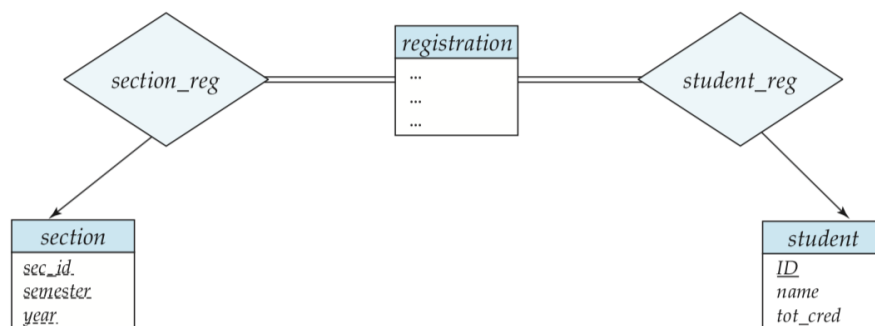 registration
section_reg
student_reg
...
...
...
section
student
sec_id
semester
year
ID
name
tot_cred